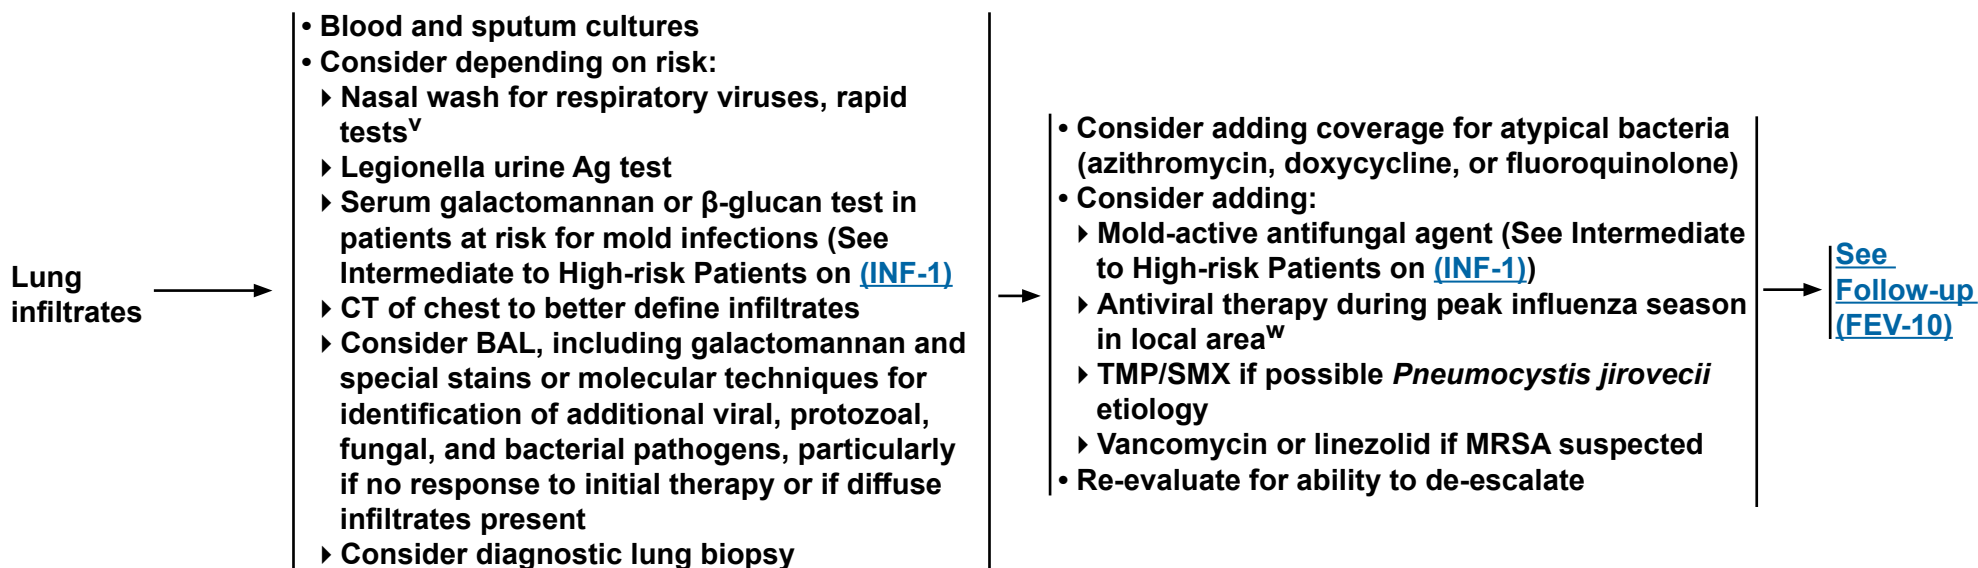 Lung
infiltrates
• Blood and sputum cultures
• Consider depending on risk:
▸ Nasal wash for respiratory viruses, rapid
testsᵛ
▸ Legionella urine Ag test
▸ Serum galactomannan or β-glucan test in
patients at risk for mold infections (See
Intermediate to High-risk Patients on (INF-1)
▸ CT of chest to better define infiltrates
▸ Consider BAL, including galactomannan and
special stains or molecular techniques for
identification of additional viral, protozoal,
fungal, and bacterial pathogens, particularly
if no response to initial therapy or if diffuse
infiltrates present
▸ Consider diagnostic lung biopsy
• Consider adding coverage for atypical bacteria
(azithromycin, doxycycline, or fluoroquinolone)
• Consider adding:
▸ Mold-active antifungal agent (See Intermediate
to High-risk Patients on (INF-1))
▸ Antiviral therapy during peak influenza season
in local areaʷ
▸ TMP/SMX if possible Pneumocystis jirovecii
etiology
▸ Vancomycin or linezolid if MRSA suspected
• Re-evaluate for ability to de-escalate
See
Follow-up
(FEV-10)